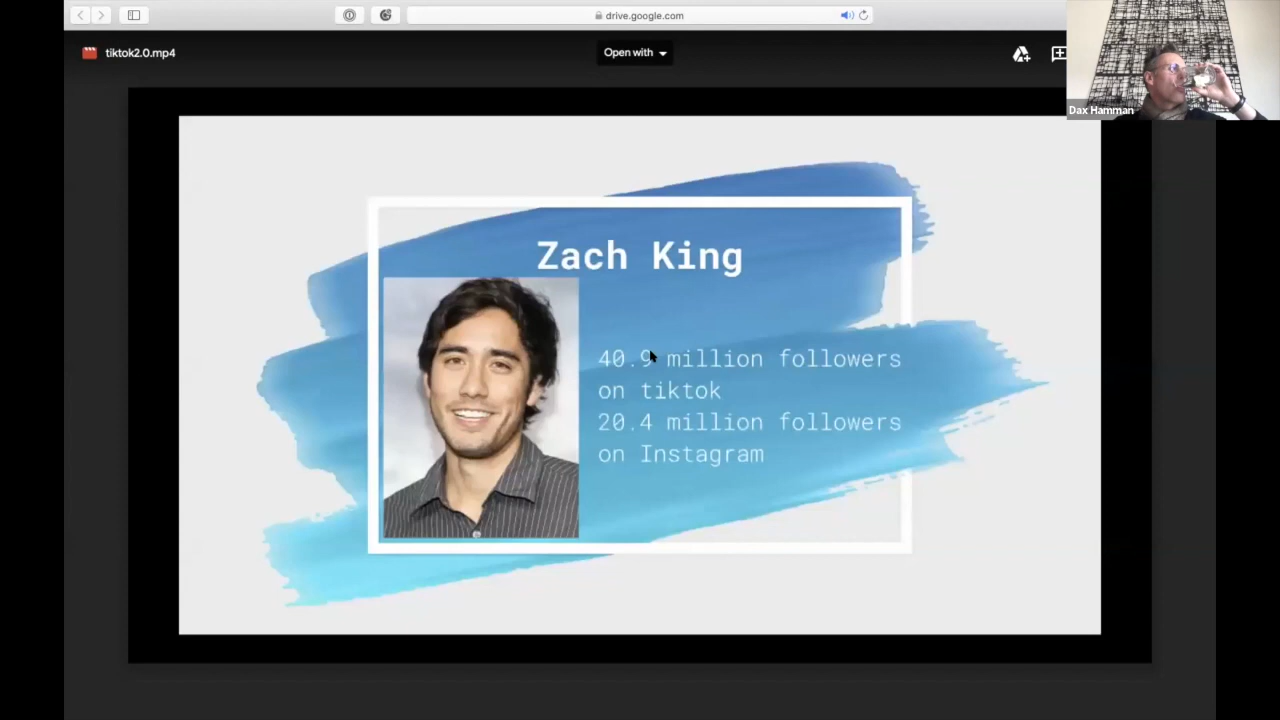 drive.google.com
tiktok2.0.mp4
Open with
Dax Hamman
Zach King
40.9 million followers
on tiktok
20.4 million followers
on Instagram